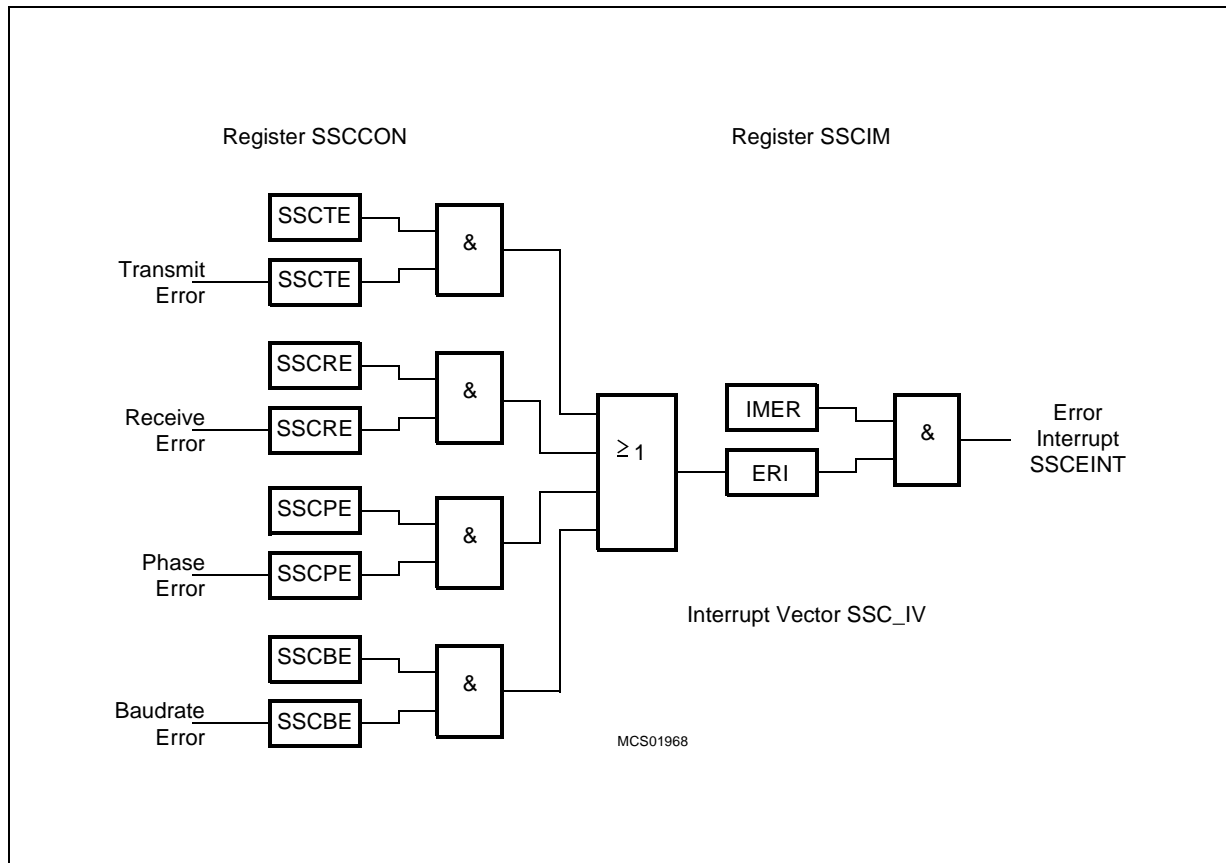 Register SSCCON
Register SSCIM
SSCTE
&
Transmit
Error
SSCTE
SSCRE
&
Receive
Error
SSCRE
≥ 1
IMER
&
ERI
Error
Interrupt
SSCEINT
SSCPE
&
Phase
Error
SSCPE
Interrupt Vector SSC_IV
SSCBE
&
Baudrate
Error
SSCBE
MCS01968